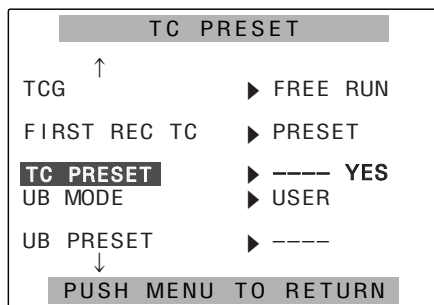 TC PRESET
↑
TCG ▶ FREE RUN
FIRST REC TC ▶ PRESET
TC PRESET ▶ –––– YES
UB MODE ▶ USER
UB PRESET ▶ ––––
↓
PUSH MENU TO RETURN